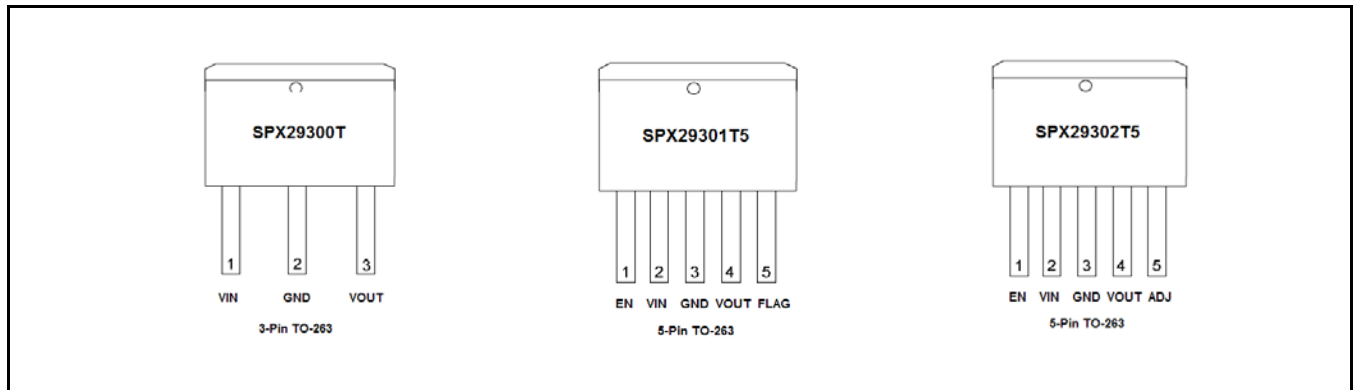 SPX29300T
1 2 3
VIN GND VOUT
3-Pin TO-263
SPX29301T5
1 2 3 4 5
EN VIN GND VOUT FLAG
5-Pin TO-263
SPX29302T5
1 2 3 4 5
EN VIN GND VOUT ADJ
5-Pin TO-263